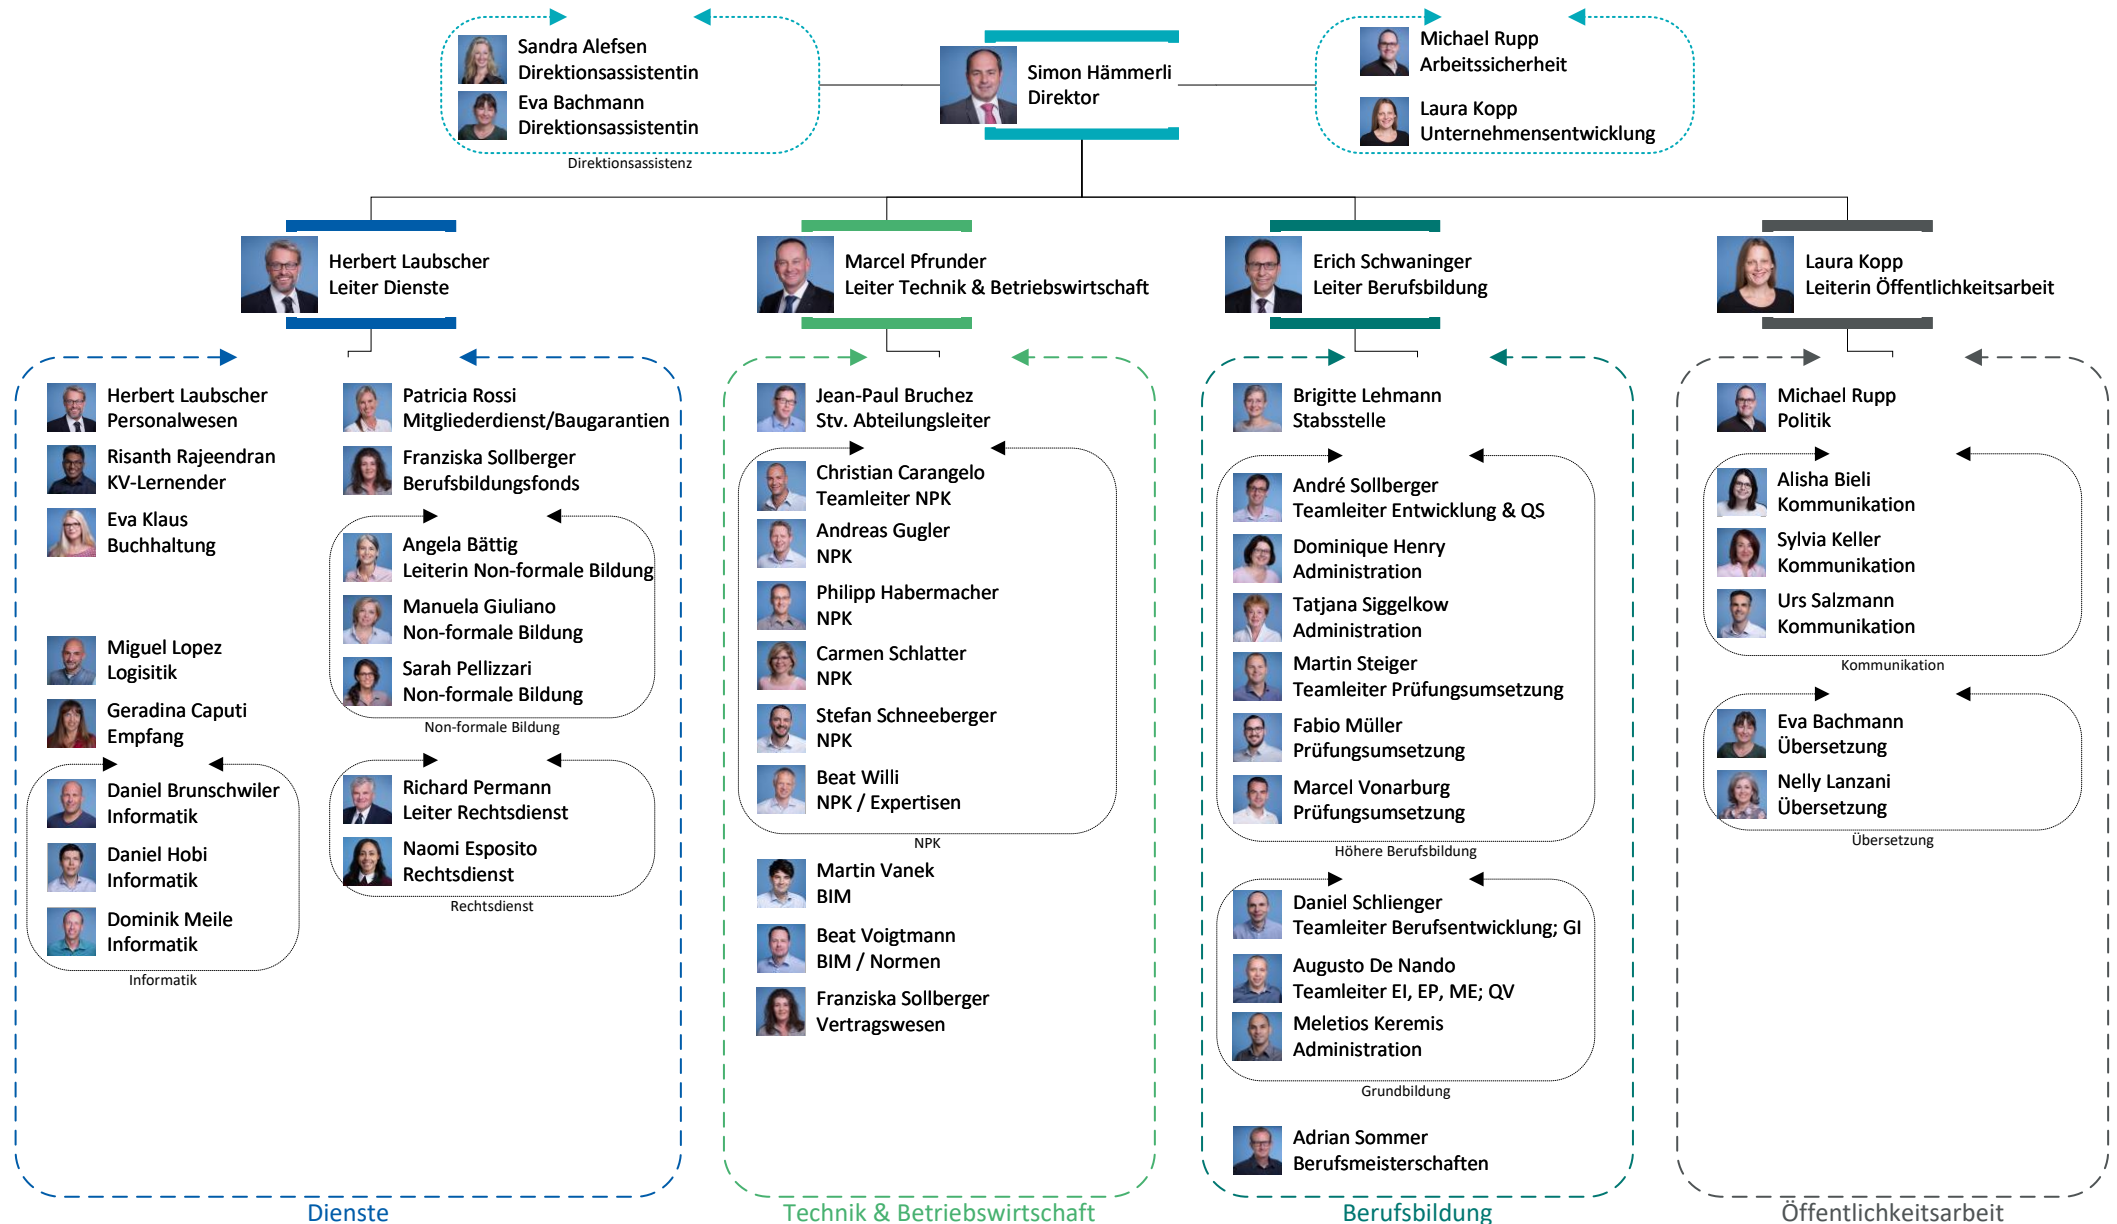 Sandra Alefsen
Direktionsassistentin
Eva Bachmann
Direktionsassistentin
Direktionsassistenz
Simon Hämmerli
Direktor
Michael Rupp
Arbeitssicherheit
Laura Kopp
Unternehmensentwicklung
Herbert Laubscher
Leiter Dienste
Marcel Pfrunder
Leiter Technik & Betriebswirtschaft
Erich Schwaninger
Leiter Berufsbildung
Laura Kopp
Leiterin Öffentlichkeitsarbeit
Herbert Laubscher
Personalwesen
Risanth Rajeendran
KV-Lernender
Eva Klaus
Buchhaltung
Miguel Lopez
Logisitik
Geradina Caputi
Empfang
Daniel Brunschwiler
Informatik
Daniel Hobi
Informatik
Dominik Meile
Informatik
Informatik
Patricia Rossi
Mitgliederdienst/Baugarantien
Franziska Sollberger
Berufsbildungsfonds
Angela Bättig
Leiterin Non-formale Bildung
Manuela Giuliano
Non-formale Bildung
Sarah Pellizzari
Non-formale Bildung
Non-formale Bildung
Richard Permann
Leiter Rechtsdienst
Naomi Esposito
Rechtsdienst
Rechtsdienst
Dienste
Jean-Paul Bruchez
Stv. Abteilungsleiter
Christian Carangelo
Teamleiter NPK
Andreas Gugler
NPK
Philipp Habermacher
NPK
Carmen Schlatter
NPK
Stefan Schneeberger
NPK
Beat Willi
NPK / Expertisen
NPK
Martin Vanek
BIM
Beat Voigtmann
BIM / Normen
Franziska Sollberger
Vertragswesen
Technik & Betriebswirtschaft
Brigitte Lehmann
Stabsstelle
André Sollberger
Teamleiter Entwicklung & QS
Dominique Henry
Administration
Tatjana Siggelkow
Administration
Martin Steiger
Teamleiter Prüfungsumsetzung
Fabio Müller
Prüfungsumsetzung
Marcel Vonarburg
Prüfungsumsetzung
Höhere Berufsbildung
Daniel Schlienger
Teamleiter Berufsentwicklung; GI
Augusto De Nando
Teamleiter EI, EP, ME; QV
Meletios Keremis
Administration
Grundbildung
Adrian Sommer
Berufsmeisterschaften
Berufsbildung
Michael Rupp
Politik
Alisha Bieli
Kommunikation
Sylvia Keller
Kommunikation
Urs Salzmann
Kommunikation
Kommunikation
Eva Bachmann
Übersetzung
Nelly Lanzani
Übersetzung
Übersetzung
Öffentlichkeitsarbeit